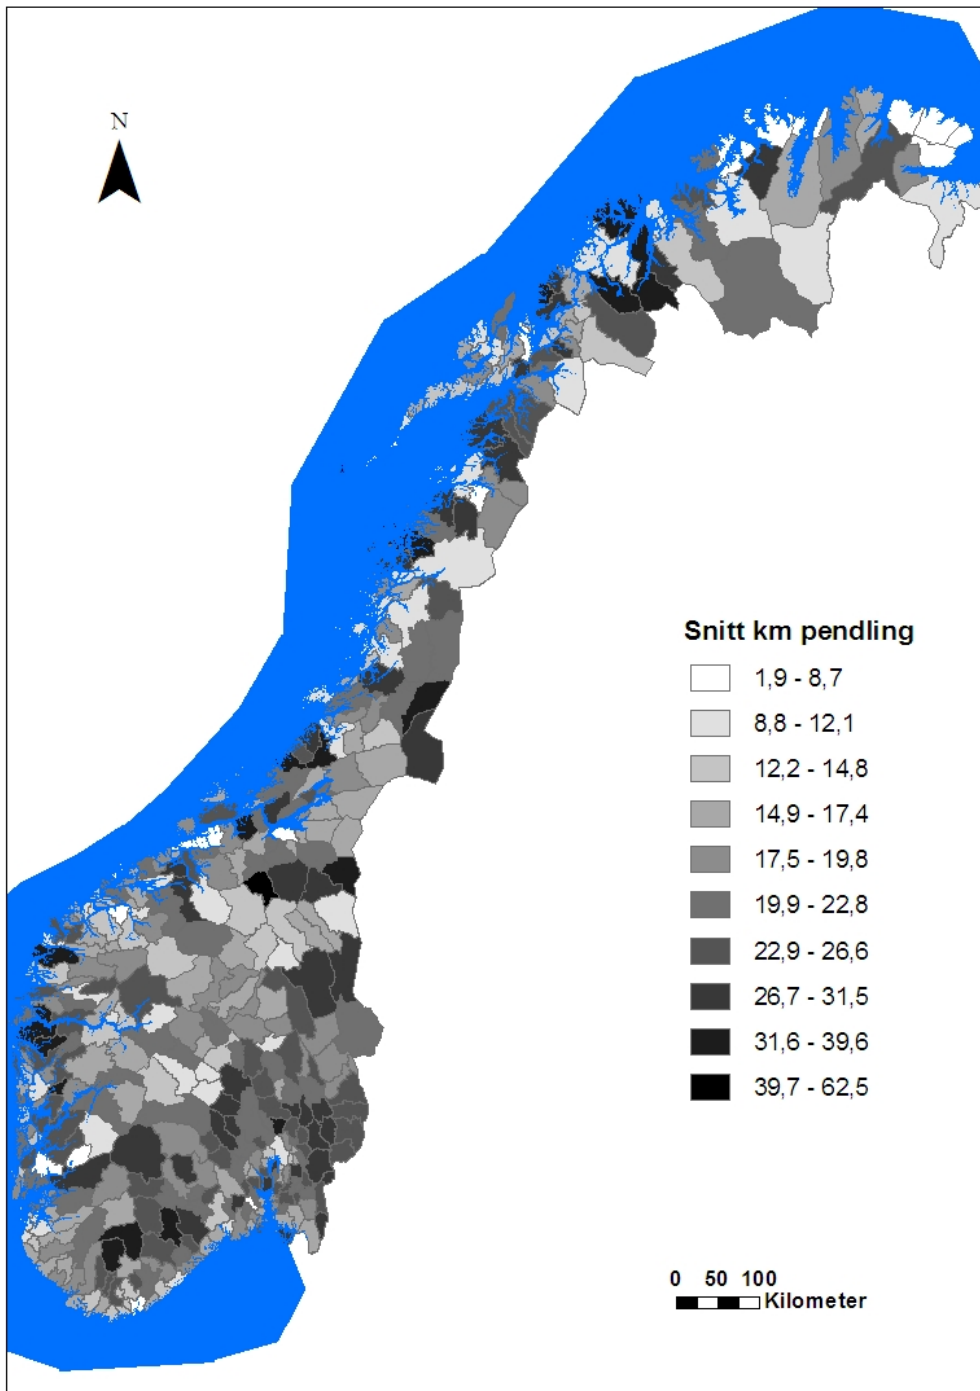 N
Snitt km pendling
1,9 - 8,7
8,8 - 12,1
12,2 - 14,8
14,9 - 17,4
17,5 - 19,8
19,9 - 22,8
22,9 - 26,6
26,7 - 31,5
31,6 - 39,6
39,7 - 62,5
0 50 100
Kilometer